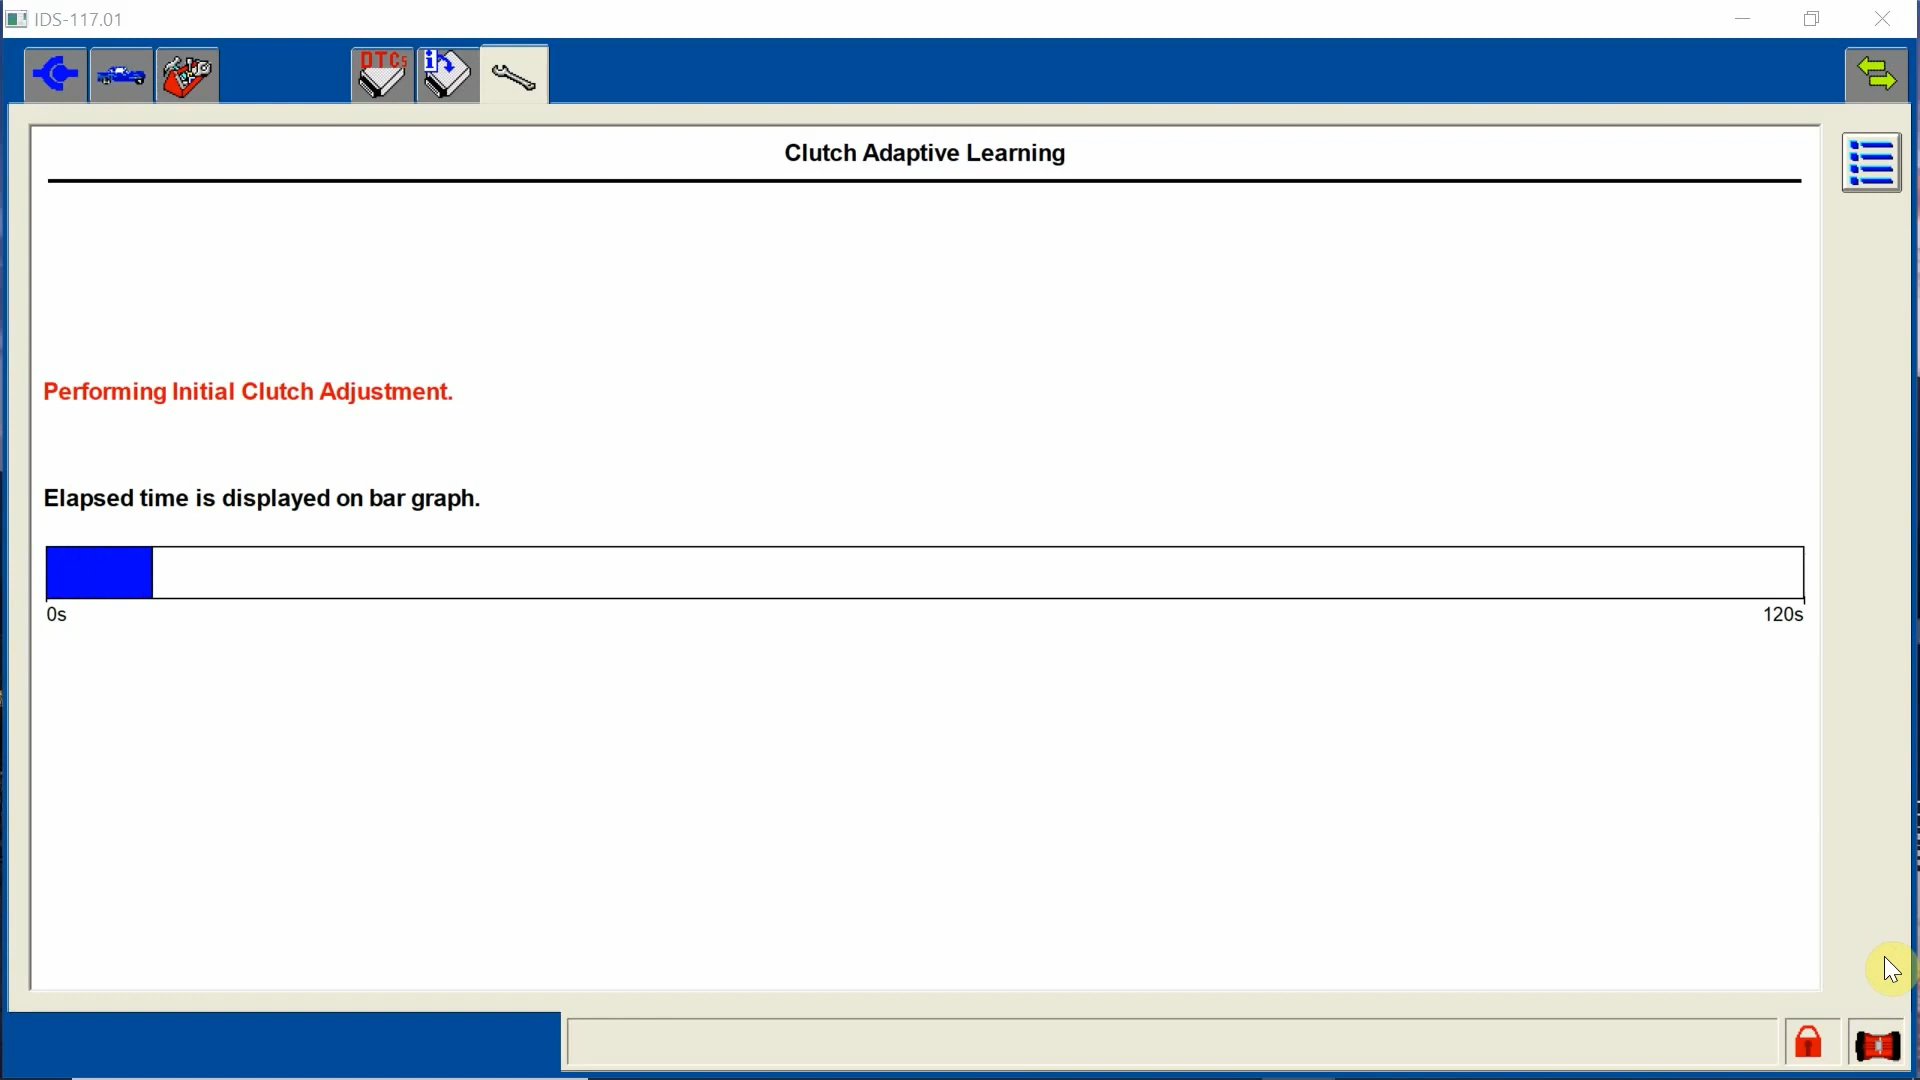 IDS-117.01
DTCs
i
Clutch Adaptive Learning
Performing Initial Clutch Adjustment.
Elapsed time is displayed on bar graph.
0s
120s